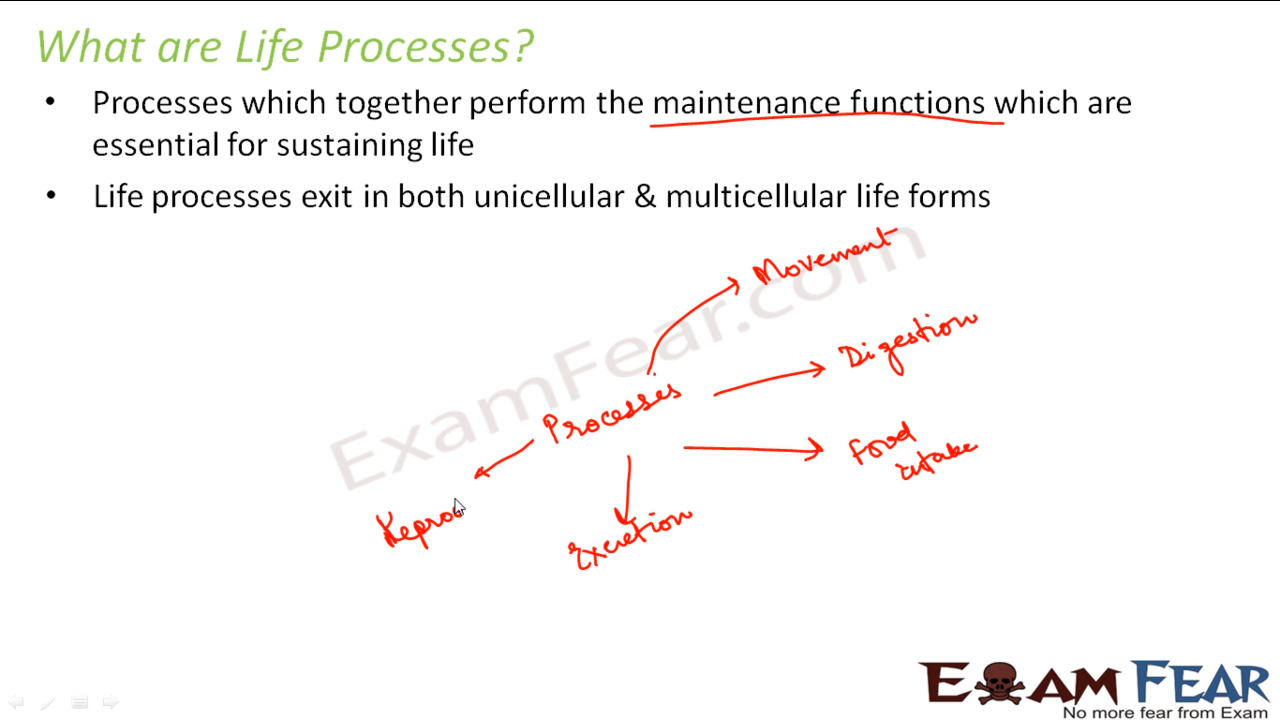 What are Life Processes?
• Processes which together perform the maintenance functions which are
essential for sustaining life
• Life processes exit in both unicellular & multicellular life forms
Movement
Digestion
Processes
Food
intake
Reprod
Excretion
ExamFear.com
EXAM FEAR
No more fear from Exam